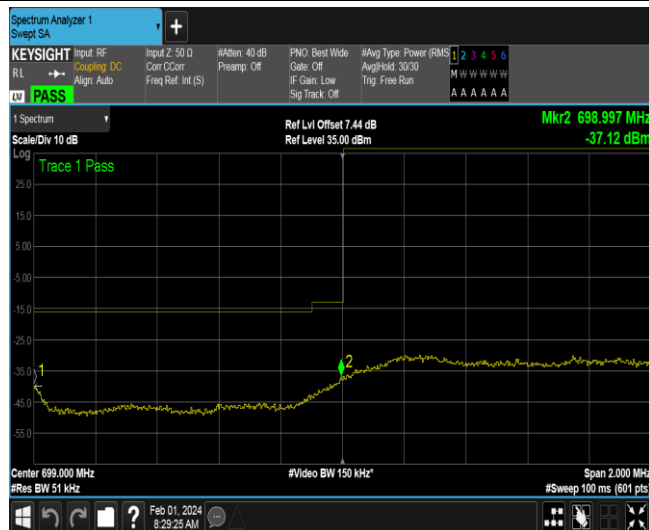 Spectrum Analyzer 1
Swept SA
+
KEYSIGHT
RL
LXI PASS
Input: RF
Coupling: DC
Align: Auto
Input Z: 50 Ω
Corr CCorr
Freq Ref: Int (S)
#Atten: 40 dB
Preamp: Off
PNO: Best Wide
Gate: Off
IF Gain: Low
Sig Track: Off
#Avg Type: Power (RMS
Avg|Hold: 30/30
Trig: Free Run
1 2 3 4 5 6
M W W W W W
A A A A A A
1 Spectrum
Scale/Div 10 dB
Ref Lvl Offset 7.44 dB
Ref Level 35.00 dBm
Mkr2 698.997 MHz
-37.12 dBm
Log
Trace 1 Pass
25.0
15.0
5.00
-5.00
-15.0
-25.0
-35.0
-45.0
-55.0
1
2
Center 699.000 MHz
#Res BW 51 kHz
#Video BW 150 kHz*
Span 2.000 MHz
#Sweep 100 ms (601 pts)
?
Feb 01, 2024
8:29:25 AM